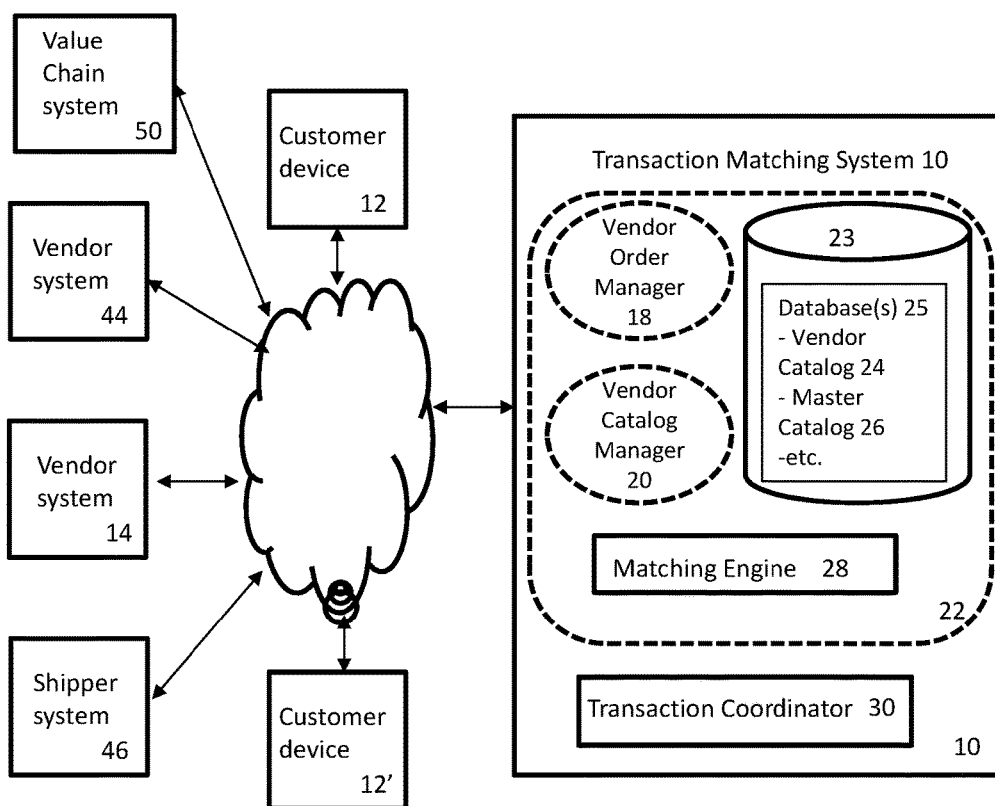 Value
Chain
system
50
Vendor
system
44
Vendor
system
14
Shipper
system
46
Customer
device
12
Customer
device
12’
Transaction Matching System 10
Vendor
Order
Manager
18
Vendor
Catalog
Manager
20
23
Database(s) 25
- Vendor
Catalog 24
- Master
Catalog 26
-etc.
Matching Engine 28
22
Transaction Coordinator 30
10